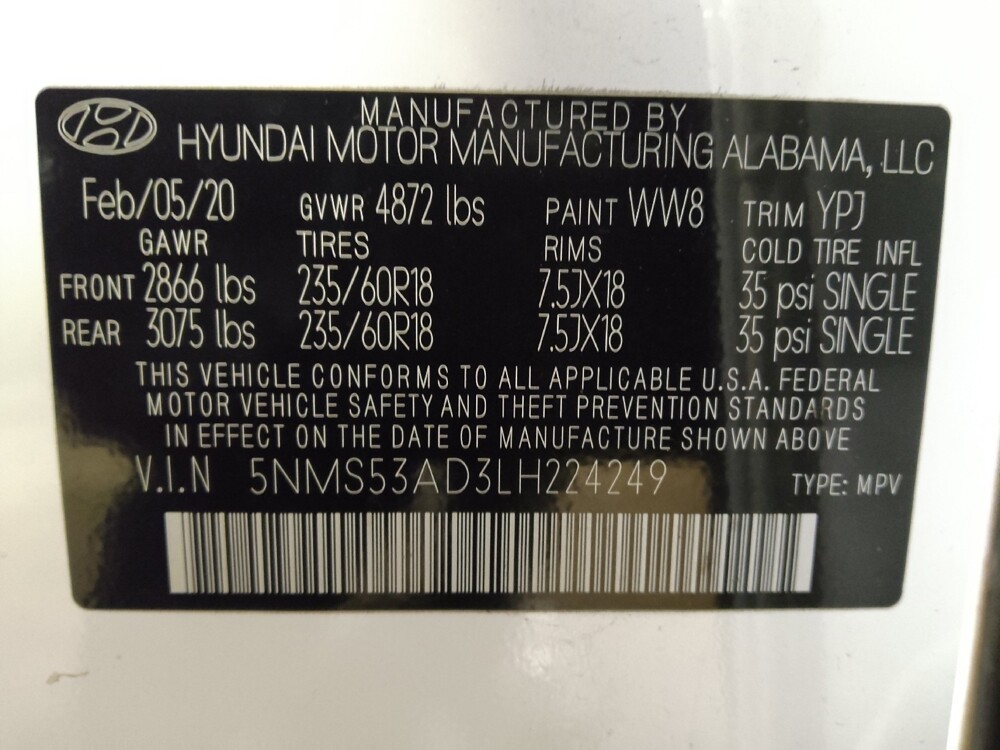 MANUFACTURED BY
HYUNDAI MOTOR MANUFACTURING ALABAMA, LLC
Feb/05/20 GVWR 4872 lbs PAINT WW8 TRIM YPJ
GAWR TIRES RIMS COLD TIRE INFL
FRONT 2866 lbs 235/60R18 7.5JX18 35 psi SINGLE
REAR 3075 lbs 235/60R18 7.5JX18 35 psi SINGLE
THIS VEHICLE CONFORMS TO ALL APPLICABLE U.S.A. FEDERAL
MOTOR VEHICLE SAFETY AND THEFT PREVENTION STANDARDS
IN EFFECT ON THE DATE OF MANUFACTURE SHOWN ABOVE
V.I.N 5NMS53AD3LH224249 TYPE: MPV